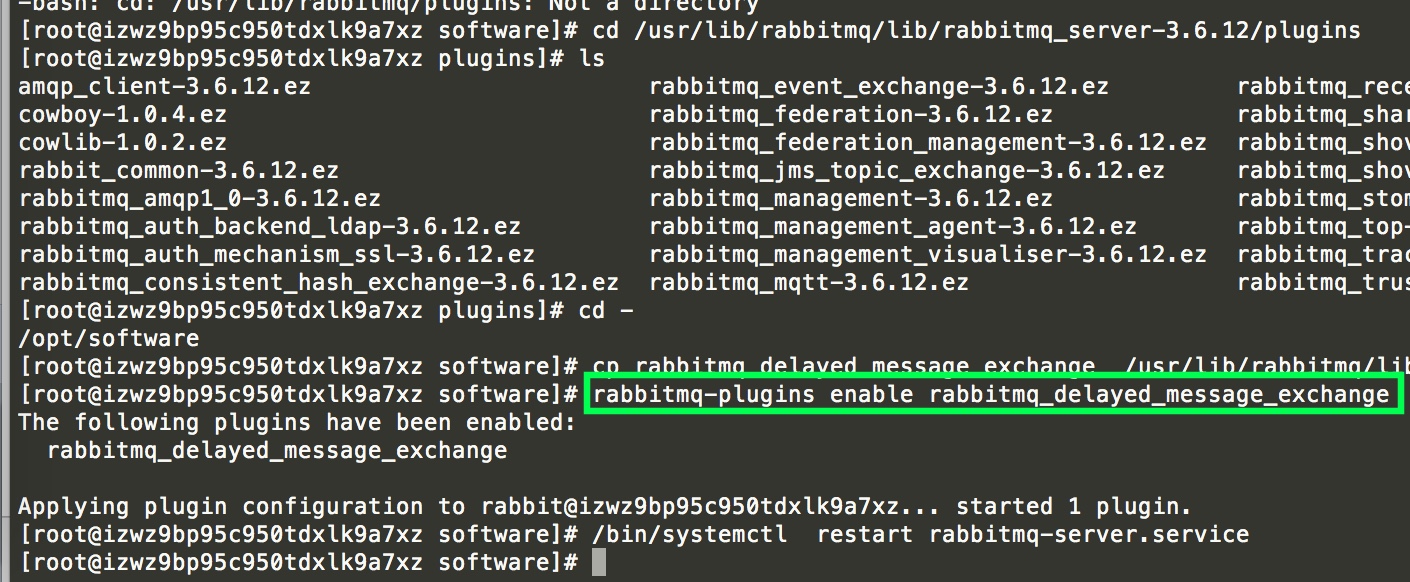 -bash: cd: /usr/lib/rabbitmq/plugins: Not a directory
[root@izwz9bp95c950tdxlk9a7xz software]# cd /usr/lib/rabbitmq/lib/rabbitmq_server-3.6.12/plugins
[root@izwz9bp95c950tdxlk9a7xz plugins]# ls
amqp_client-3.6.12.ez rabbitmq_event_exchange-3.6.12.ez rabbitmq_rece
cowboy-1.0.4.ez rabbitmq_federation-3.6.12.ez rabbitmq_shar
cowlib-1.0.2.ez rabbitmq_federation_management-3.6.12.ez rabbitmq_shov
rabbit_common-3.6.12.ez rabbitmq_jms_topic_exchange-3.6.12.ez rabbitmq_shov
rabbitmq_amqp1_0-3.6.12.ez rabbitmq_management-3.6.12.ez rabbitmq_stom
rabbitmq_auth_backend_ldap-3.6.12.ez rabbitmq_management_agent-3.6.12.ez rabbitmq_top-
rabbitmq_auth_mechanism_ssl-3.6.12.ez rabbitmq_management_visualiser-3.6.12.ez rabbitmq_trac
rabbitmq_consistent_hash_exchange-3.6.12.ez rabbitmq_mqtt-3.6.12.ez rabbitmq_trus
[root@izwz9bp95c950tdxlk9a7xz plugins]# cd -
/opt/software
[root@izwz9bp95c950tdxlk9a7xz software]# cp rabbitmq_delayed_message_exchange /usr/lib/rabbitmq/lib
[root@izwz9bp95c950tdxlk9a7xz software]# rabbitmq-plugins enable rabbitmq_delayed_message_exchange
The following plugins have been enabled:
rabbitmq_delayed_message_exchange
Applying plugin configuration to rabbit@izwz9bp95c950tdxlk9a7xz... started 1 plugin.
[root@izwz9bp95c950tdxlk9a7xz software]# /bin/systemctl restart rabbitmq-server.service
[root@izwz9bp95c950tdxlk9a7xz software]#